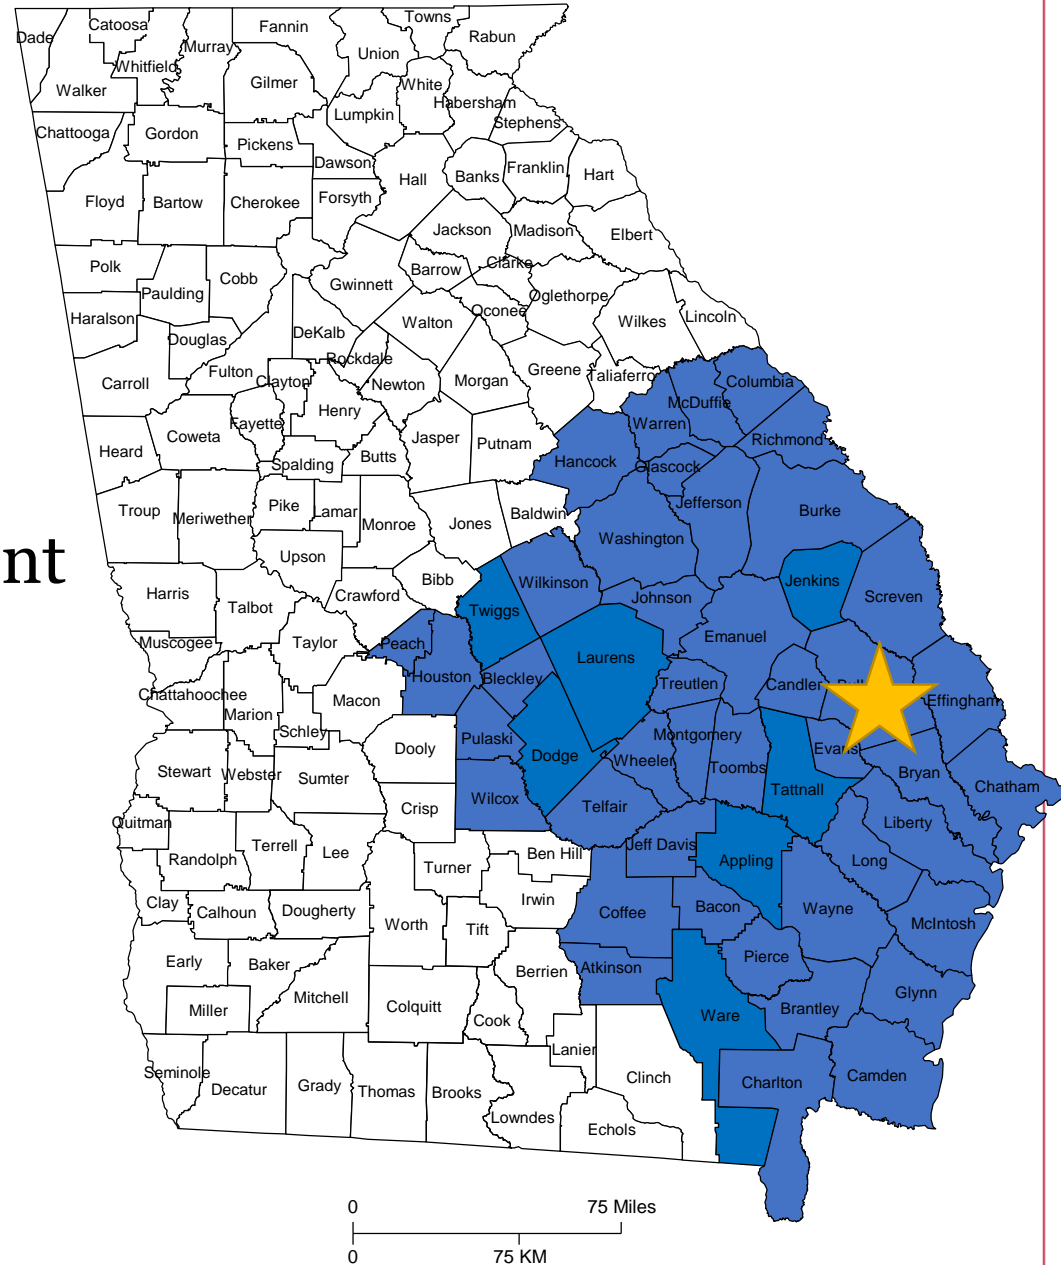 Dade
Catoosa
Fannin
Towns
Rabun
Whitfield
Murray
Union
Walker
Gilmer
White
Habersham
Lumpkin
Stephens
Chattooga
Gordon
Pickens
Dawson
Hall
Banks
Franklin
Hart
Floyd
Bartow
Cherokee
Forsyth
Jackson
Madison
Elbert
Polk
Cobb
Gwinnett
Barrow
Clarke
Paulding
Oglethorpe
Haralson
DeKalb
Walton
Oconee
Wilkes
Lincoln
Douglas
Rockdale
Carroll
Fulton
Clayton
Newton
Morgan
Greene
Taliaferro
Columbia
McDuffie
Fayette
Henry
Warren
Heard
Coweta
Spalding
Butts
Jasper
Putnam
Hancock
Glascock
Richmond
Troup
Meriwether
Pike
Lamar
Monroe
Jones
Baldwin
Jefferson
Burke
Washington
nt
Upson
Bibb
Wilkinson
Jenkins
Harris
Talbot
Crawford
Twiggs
Johnson
Screven
Muscogee
Taylor
Peach
Emanuel
Laurens
Chattahoochee
Marion
Macon
Houston
Bleckley
Treutlen
Candler
Effingham
Schley
Dooly
Pulaski
Dodge
Wheeler
Montgomery
Toombs
Evans
Stewart
Webster
Sumter
Crisp
Wilcox
Telfair
Tattnall
Bryan
Chatham
Quitman
Randolph
Terrell
Lee
Turner
Ben Hill
Jeff Davis
Appling
Liberty
Long
Clay
Calhoun
Dougherty
Worth
Tift
Irwin
Coffee
Bacon
Wayne
McIntosh
Early
Baker
Mitchell
Berrien
Atkinson
Pierce
Miller
Colquitt
Cook
Ware
Brantley
Glynn
Seminole
Decatur
Grady
Thomas
Brooks
Lanier
Clinch
Charlton
Camden
Lowndes
Echols
0 75 Miles
0 75 KM